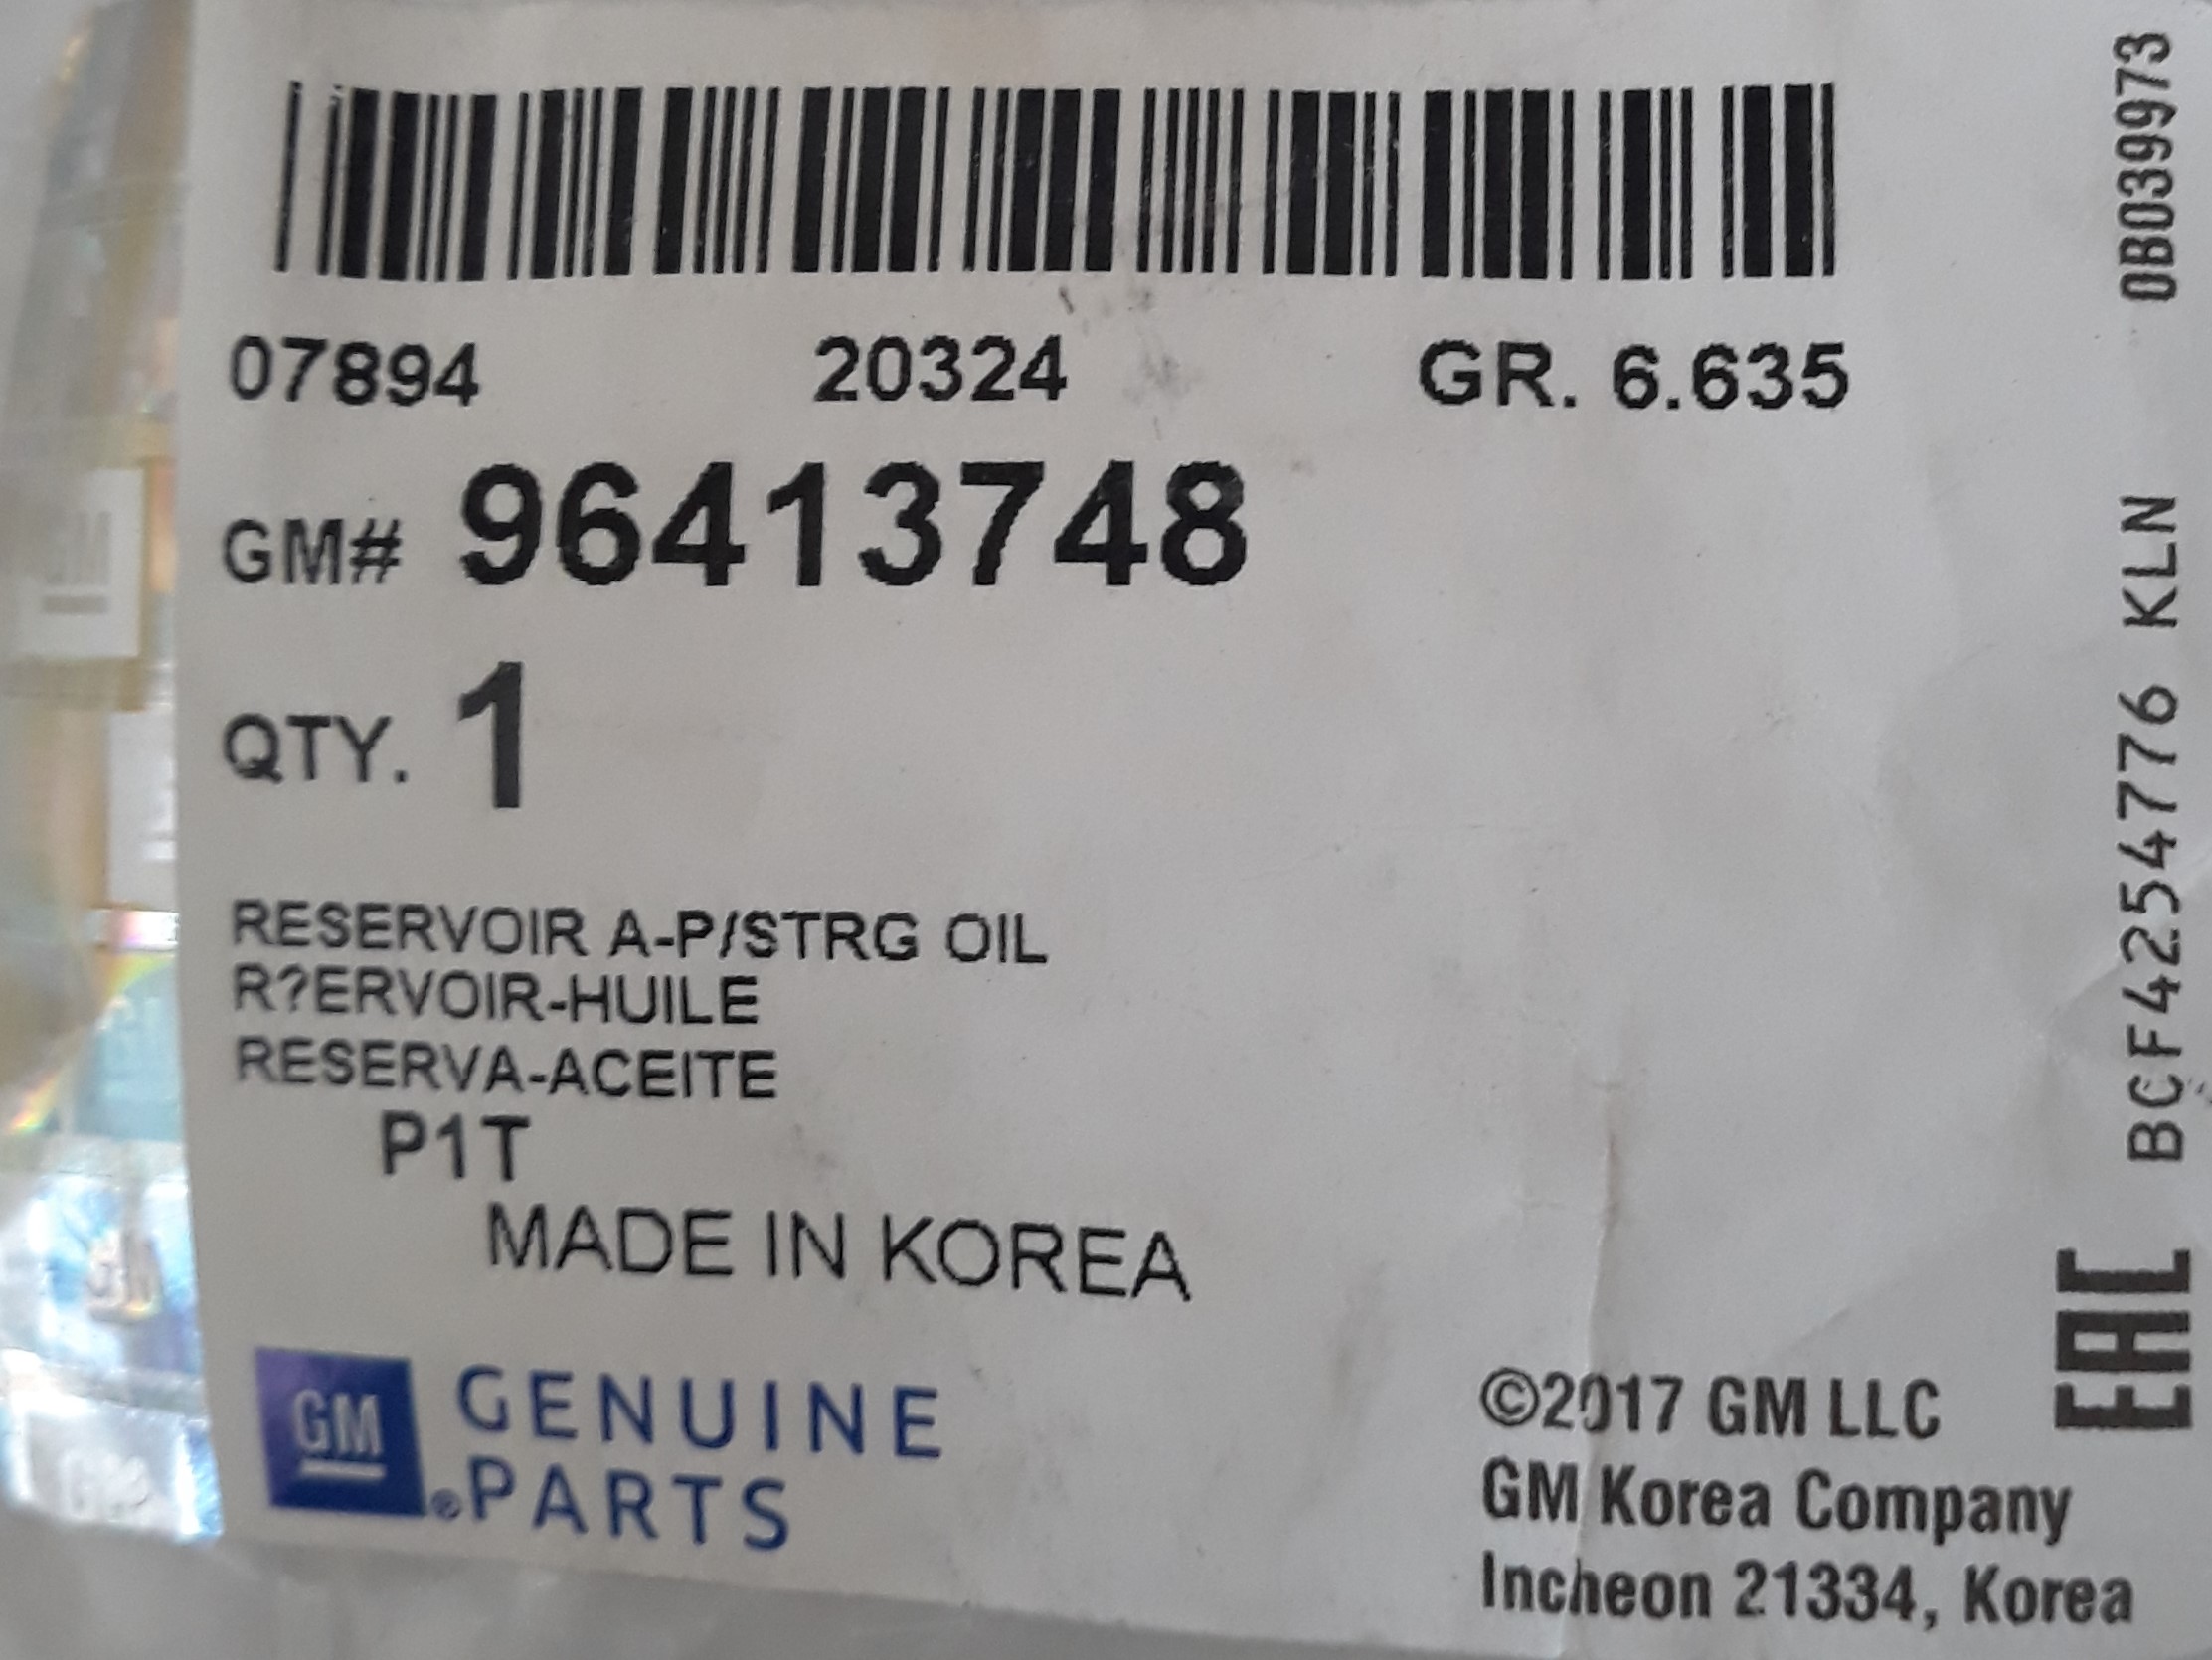 07894 20324 GR. 6.635
GM# 96413748
QTY. 1
RESERVOIR A-P/STRG OIL
R?ERVOIR-HUILE
RESERVA-ACEITE
P1T
MADE IN KOREA
GM
GENUINE
®PARTS
©2017 GM LLC
GM Korea Company
Incheon 21334, Korea
EAC
BCF4254776 KLN 0B039973